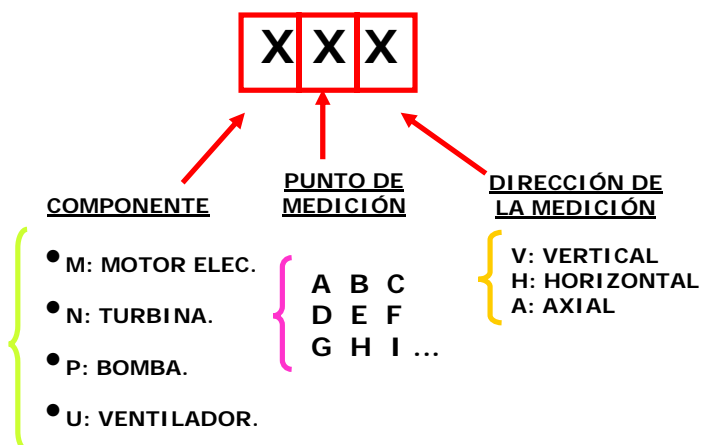 X X X
COMPONENTE
• M: MOTOR ELEC.
• N: TURBINA.
• P: BOMBA.
• U: VENTILADOR.
PUNTO DE
MEDICIÓN
A B C
D E F
G H I ...
DIRECCIÓN DE
LA MEDICIÓN
V: VERTICAL
H: HORIZONTAL
A: AXIAL